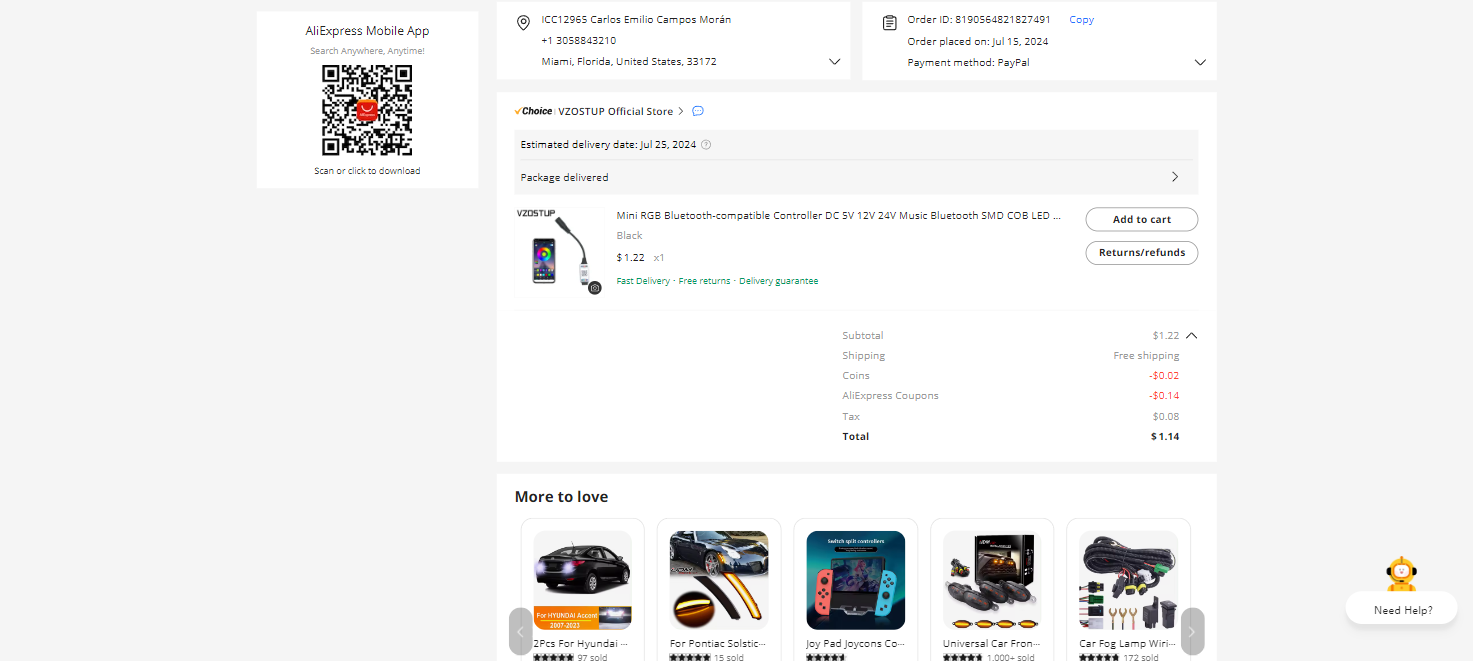 AliExpress Mobile App
Search Anywhere, Anytime!
Scan or click to download
ICC12965 Carlos Emilio Campos Morán
+1 3058843210
Miami, Florida, United States, 33172
Order ID: 8190564821827491 Copy
Order placed on: Jul 15, 2024
Payment method: PayPal
Choice VZOSTUP Official Store
Estimated delivery date: Jul 25, 2024
Package delivered
VZOSTUP
Mini RGB Bluetooth-compatible Controller DC 5V 12V 24V Music Bluetooth SMD COB LED ...
Black
$1.22 x1
Fast Delivery · Free returns · Delivery guarantee
Add to cart
Returns/refunds
Subtotal $1.22
Shipping Free shipping
Coins -$0.02
AliExpress Coupons -$0.14
Tax $0.08
Total $1.14
More to love
For HYUNDAI Accent
2007-2023
2Pcs For Hyundai ...
97 sold
For Pontiac Solstic...
15 sold
Switch split controllers
Joy Pad Joycons Co...
Universal Car Fron...
1,000+ sold
Car Fog Lamp Wiri...
172 sold
Need Help?